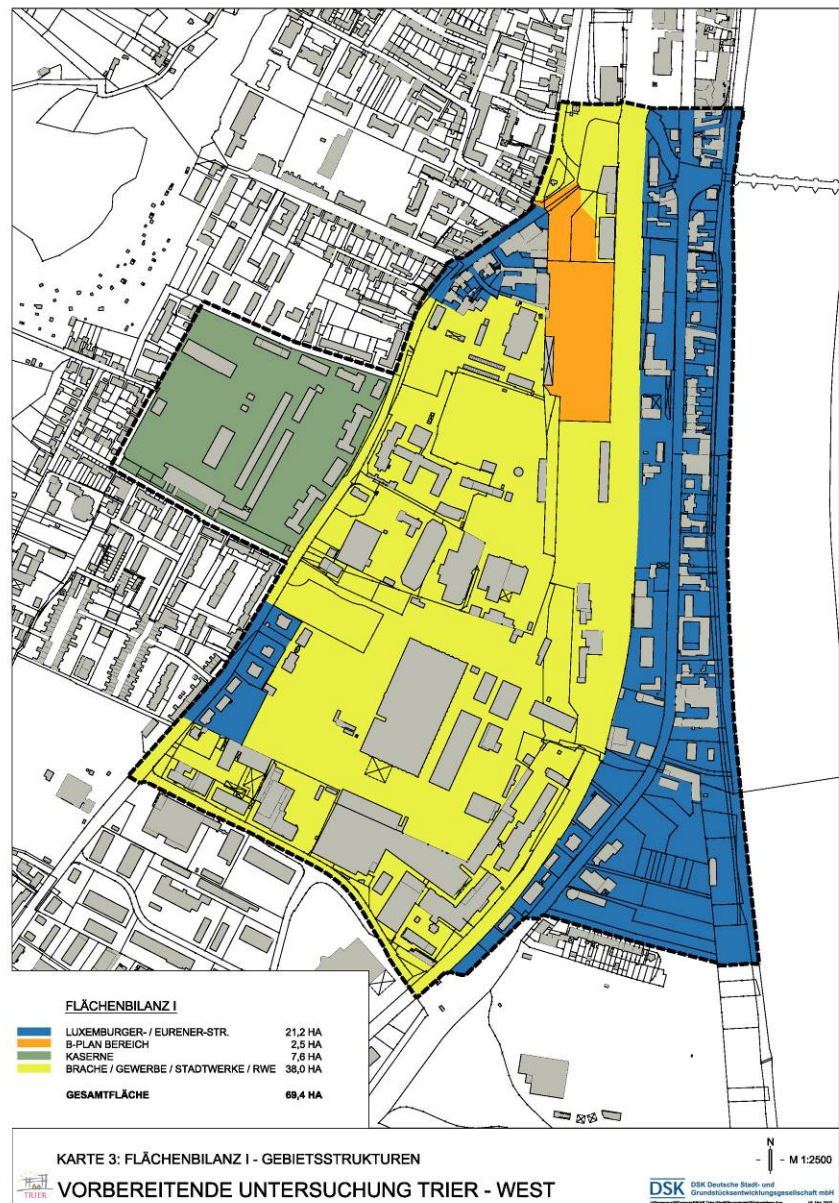 FLÄCHENBILANZ I
LUXEMBURGER- / EURENER-STR. 21,2 HA
B-PLAN BEREICH 2,5 HA
KASERNE 7,6 HA
BRACHE / GEWERBE / STADTWERKE / RWE 38,0 HA
GESAMTFLÄCHE 69,4 HA
KARTE 3: FLÄCHENBILANZ I - GEBIETSSTRUKTUREN
N
M 1:2500
TRIER
VORBEREITENDE UNTERSUCHUNG TRIER - WEST
DSK DSK Deutsche Stadt- und
Grundstücksentwicklungsgesellschaft mbH